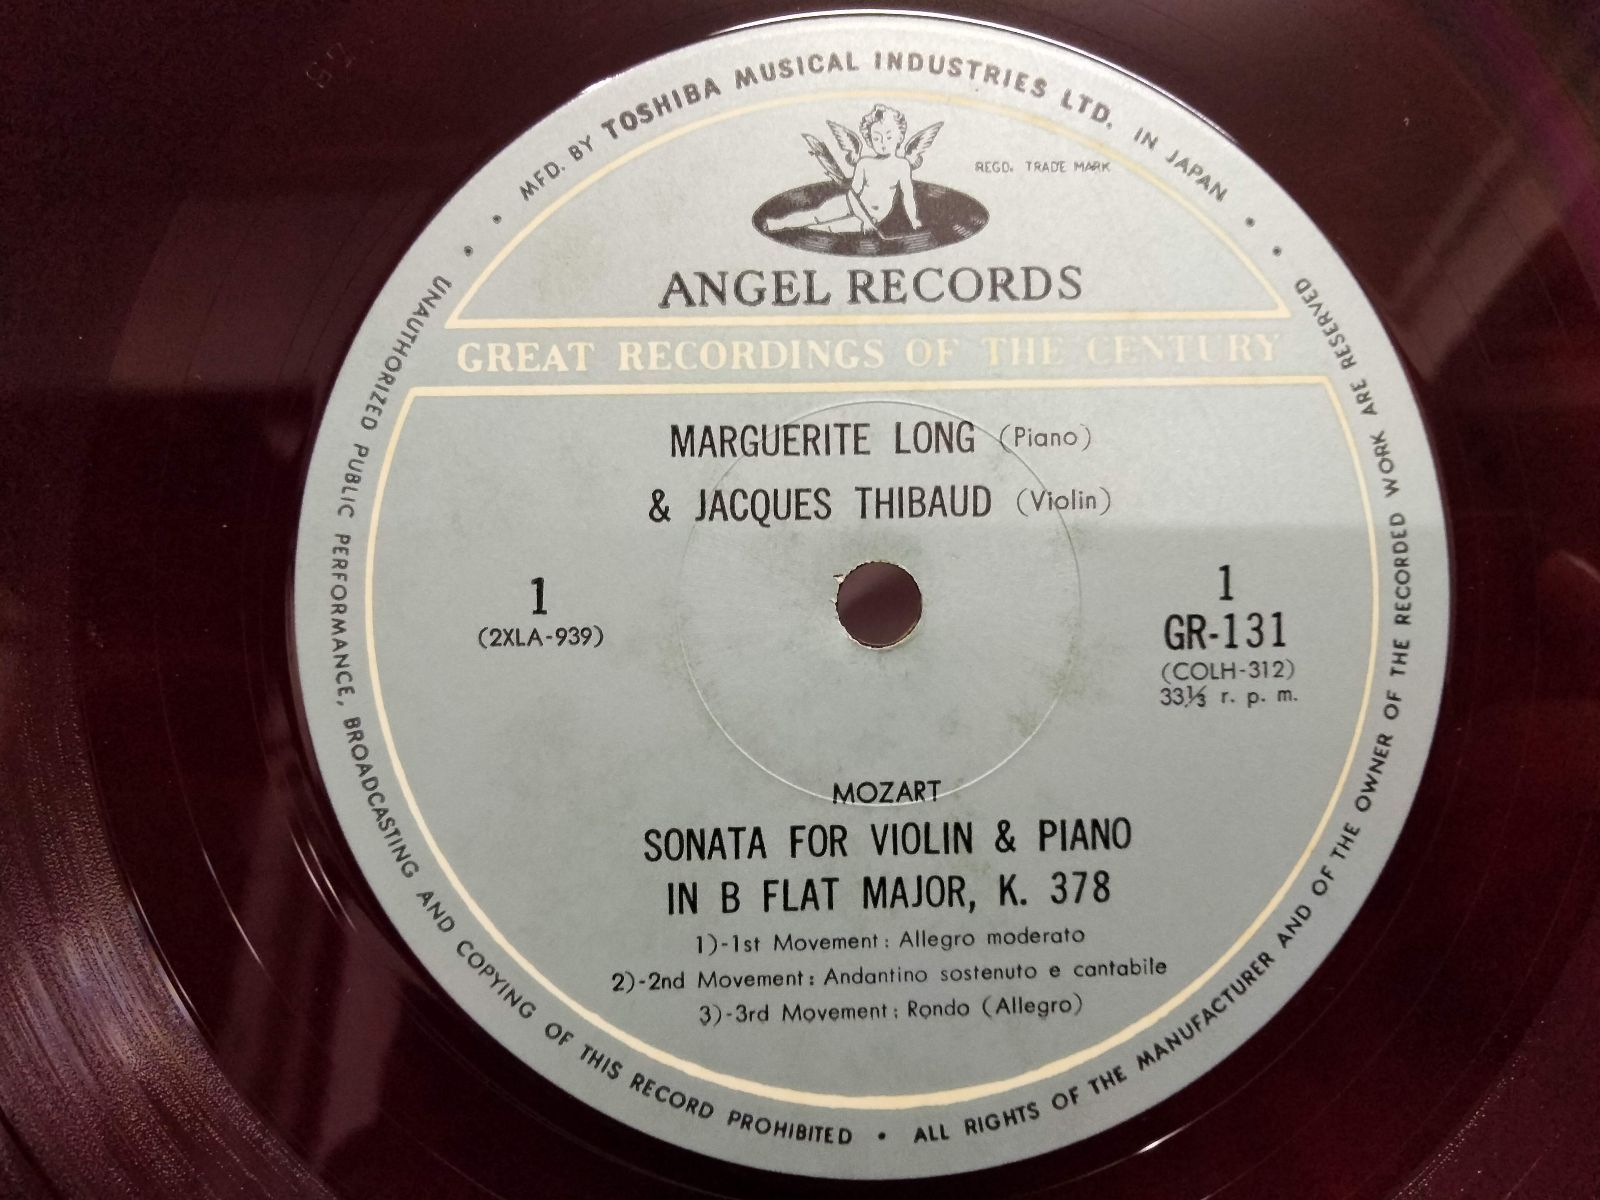 MFD. BY TOSHIBA MUSICAL INDUSTRIES LTD. IN JAPAN
REGD. TRADE MARK
ANGEL RECORDS
GREAT RECORDINGS OF THE CENTURY
MARGUERITE LONG (Piano)
& JACQUES THIBAUD (Violin)
1
(2XLA-939)
1
GR-131
(COLH-312)
33⅓ r. p. m.
MOZART
SONATA FOR VIOLIN & PIANO
IN B FLAT MAJOR, K. 378
1)-1st Movement: Allegro moderato
2)-2nd Movement: Andantino sostenuto e cantabile
3)-3rd Movement: Rondo (Allegro)
UNAUTHORIZED PUBLIC PERFORMANCE, BROADCASTING AND COPYING OF THIS RECORD PROHIBITED • ALL RIGHTS OF THE MANUFACTURER AND OF THE OWNER OF THE RECORDED WORK ARE RESERVED